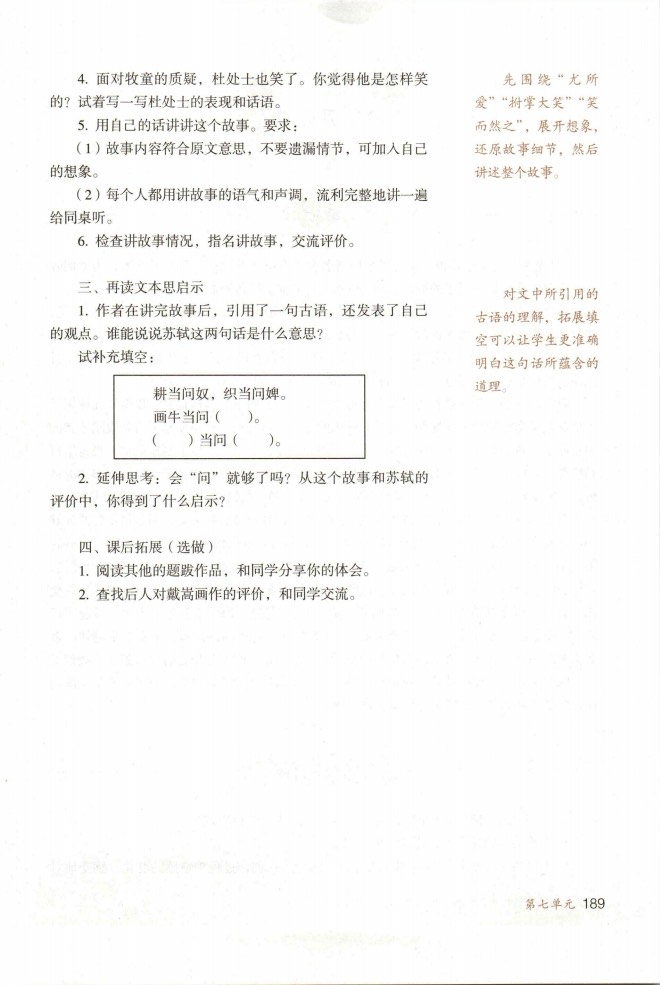 4. 面对牧童的质疑，杜处士也笑了。你觉得他是怎样笑
的？试着写一写杜处士的表现和话语。
5. 用自己的话讲讲这个故事。要求：
（1）故事内容符合原文意思，不要遗漏情节，可加入自己
的想象。
（2）每个人都用讲故事的语气和声调，流利完整地讲一遍
给同桌听。
6. 检查讲故事情况，指名讲故事，交流评价。
先围绕“尤所
爱”“拊掌大笑”“笑
而然之”，展开想象，
还原故事细节，然后
讲述整个故事。
三、再读文本思启示
1. 作者在讲完故事后，引用了一句古语，还发表了自己
的观点。谁能说说苏轼这两句话是什么意思？
试补充填空：
耕当问奴，织当问婢。
画牛当问（　　）。
（　　）当问（　　）。
2. 延伸思考：会“问”就够了吗？从这个故事和苏轼的
评价中，你得到了什么启示？
对文中所引用的
古语的理解，拓展填
空可以让学生更准确
明白这句话所蕴含的
道理。
四、课后拓展（选做）
1. 阅读其他的题跋作品，和同学分享你的体会。
2. 查找后人对戴嵩画作的评价，和同学交流。
第七单元 189